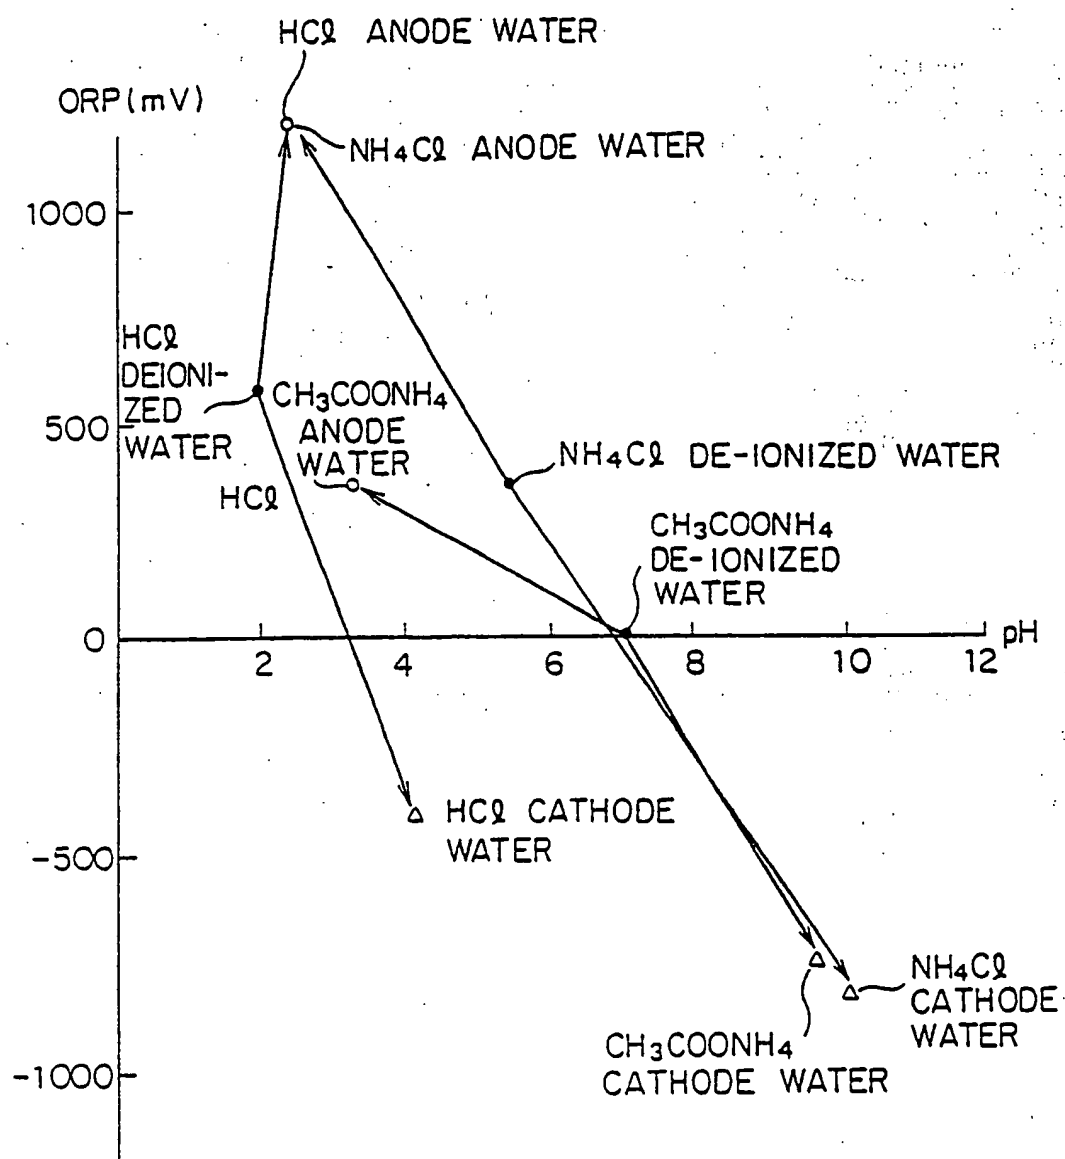 HCl ANODE WATER
ORP(mV)
NH4Cl ANODE WATER
1000
HCl
DEIONI-
ZED
WATER
CH3COONH4
ANODE
WATER
500
HCl
NH4Cl DE-IONIZED WATER
CH3COONH4
DE-IONIZED
WATER
0
2
4
6
8
10
12
pH
HCl CATHODE
WATER
-500
NH4Cl
CATHODE
WATER
CH3COONH4
CATHODE WATER
-1000